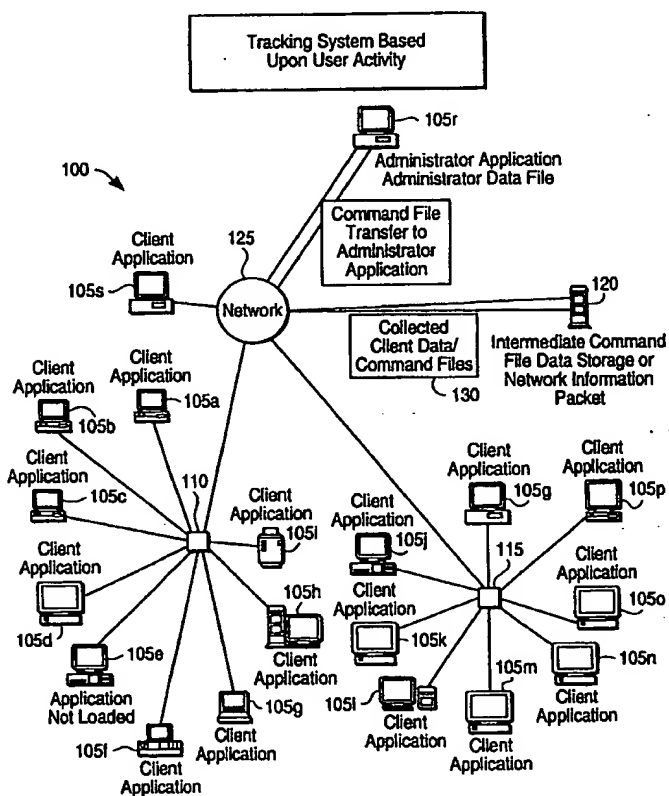 Tracking System Based
Upon User Activity
105r
Administrator Application
Administrator Data File
100
Command File
Transfer to
Administrator
Application
125
Client
Application
105s
Network
120
Collected
Client Data/
Command Files
130
Intermediate Command
File Data Storage or
Network Information
Packet
Client
Application
105b
Client
Application
105a
Client
Application
105c
110
Client
Application
105i
Client
Application
105d
105h
Client
Application
105e
Application
Not Loaded
105g
Client
Application
105f
Client
Application
Client
Application
105g
Client
Application
105p
Client
Application
105j
115
Client
Application
105o
Client
Application
105k
105n
Client
Application
105l
Client
Application
105m
Client
Application